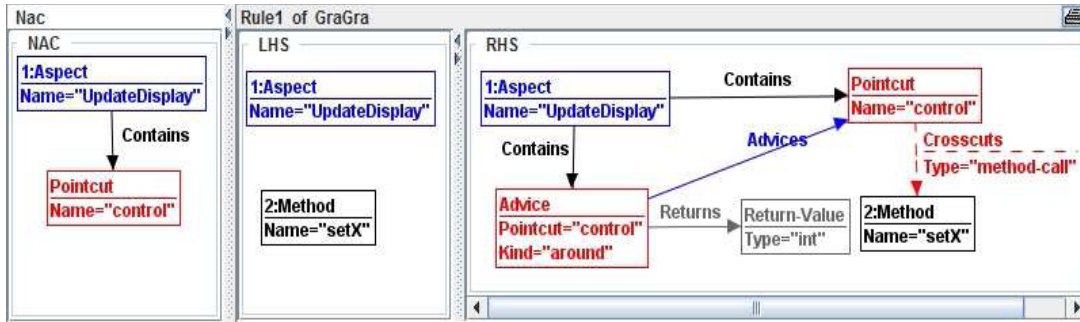 Nac
Rule1 of GraGra
NAC
1:Aspect
Name="UpdateDisplay"
Contains
Pointcut
Name="control"
LHS
1:Aspect
Name="UpdateDisplay"
2:Method
Name="setX"
RHS
1:Aspect
Name="UpdateDisplay"
Contains
Pointcut
Name="control"
Contains
Advices
Crosscuts
Type="method-call"
Advice
Pointcut="control"
Kind="around"
Returns
Return-Value
Type="int"
2:Method
Name="setX"